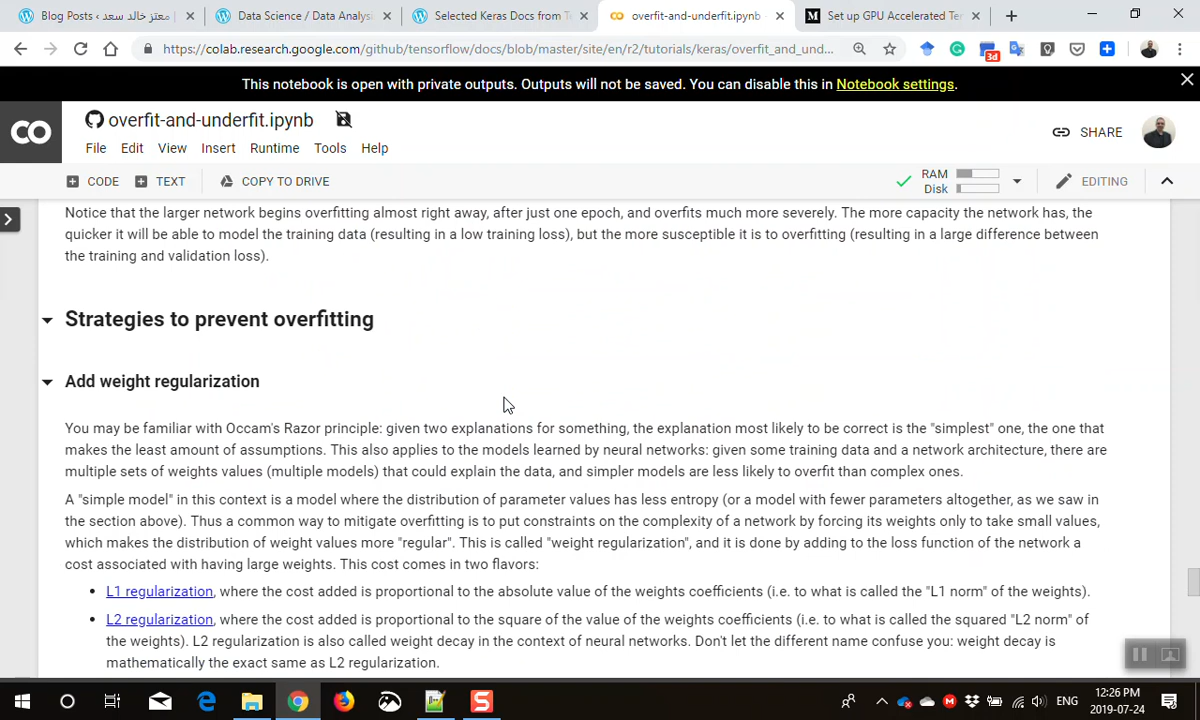 Blog Posts ‹ معتز خالد سعد |
Data Science / Data Analysi
Selected Keras Docs from T
overfit-and-underfit.ipynb
Set up GPU Accelerated Te
https://colab.research.google.com/github/tensorflow/docs/blob/master/site/en/r2/tutorials/keras/overfit_and_und...
3d
This notebook is open with private outputs. Outputs will not be saved. You can disable this in Notebook settings.
CO
overfit-and-underfit.ipynb
SHARE
File Edit View Insert Runtime Tools Help
CODE TEXT COPY TO DRIVE
RAM
Disk
EDITING
Notice that the larger network begins overfitting almost right away, after just one epoch, and overfits much more severely. The more capacity the network has, the
quicker it will be able to model the training data (resulting in a low training loss), but the more susceptible it is to overfitting (resulting in a large difference between
the training and validation loss).
Strategies to prevent overfitting
Add weight regularization
You may be familiar with Occam's Razor principle: given two explanations for something, the explanation most likely to be correct is the "simplest" one, the one that
makes the least amount of assumptions. This also applies to the models learned by neural networks: given some training data and a network architecture, there are
multiple sets of weights values (multiple models) that could explain the data, and simpler models are less likely to overfit than complex ones.
A "simple model" in this context is a model where the distribution of parameter values has less entropy (or a model with fewer parameters altogether, as we saw in
the section above). Thus a common way to mitigate overfitting is to put constraints on the complexity of a network by forcing its weights only to take small values,
which makes the distribution of weight values more "regular". This is called "weight regularization", and it is done by adding to the loss function of the network a
cost associated with having large weights. This cost comes in two flavors:
• L1 regularization, where the cost added is proportional to the absolute value of the weights coefficients (i.e. to what is called the "L1 norm" of the weights).
• L2 regularization, where the cost added is proportional to the square of the value of the weights coefficients (i.e. to what is called the squared "L2 norm" of
the weights). L2 regularization is also called weight decay in the context of neural networks. Don't let the different name confuse you: weight decay is
mathematically the exact same as L2 regularization.
ENG
12:26 PM
2019-07-24